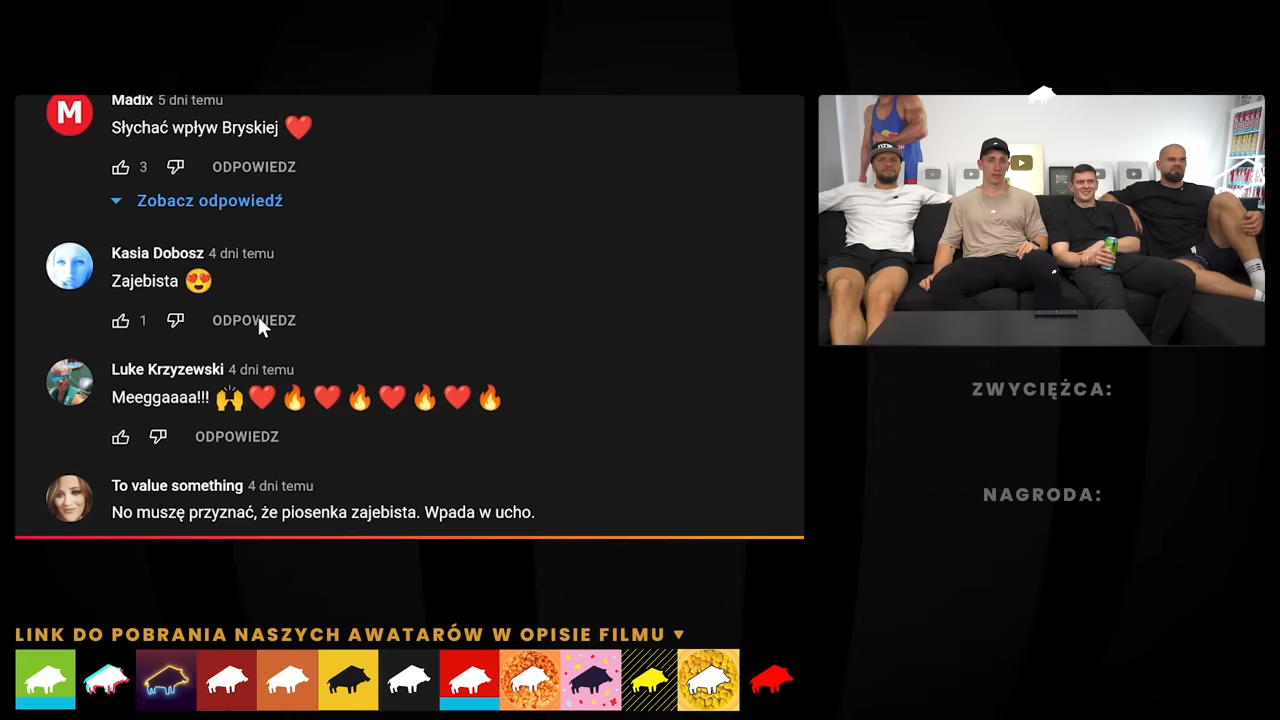 Madix 5 dni temu
M
Słychać wpływ Bryskiej ❤️
3 ODPOWIEDZ
Zobacz odpowiedź
Kasia Dobosz 4 dni temu
Zajebista 😍
1 ODPOWIEDZ
Luke Krzyzewski 4 dni temu
Meeggaaaa!!! 🙌❤️🔥❤️🔥❤️🔥❤️🔥
ODPOWIEDZ
To value something 4 dni temu
No muszę przyznać, że piosenka zajebista. Wpada w ucho.
ZWYCIĘŻCA:
NAGRODA:
LINK DO POBRANIA NASZYCH AWATARÓW W OPISIE FILMU ▼